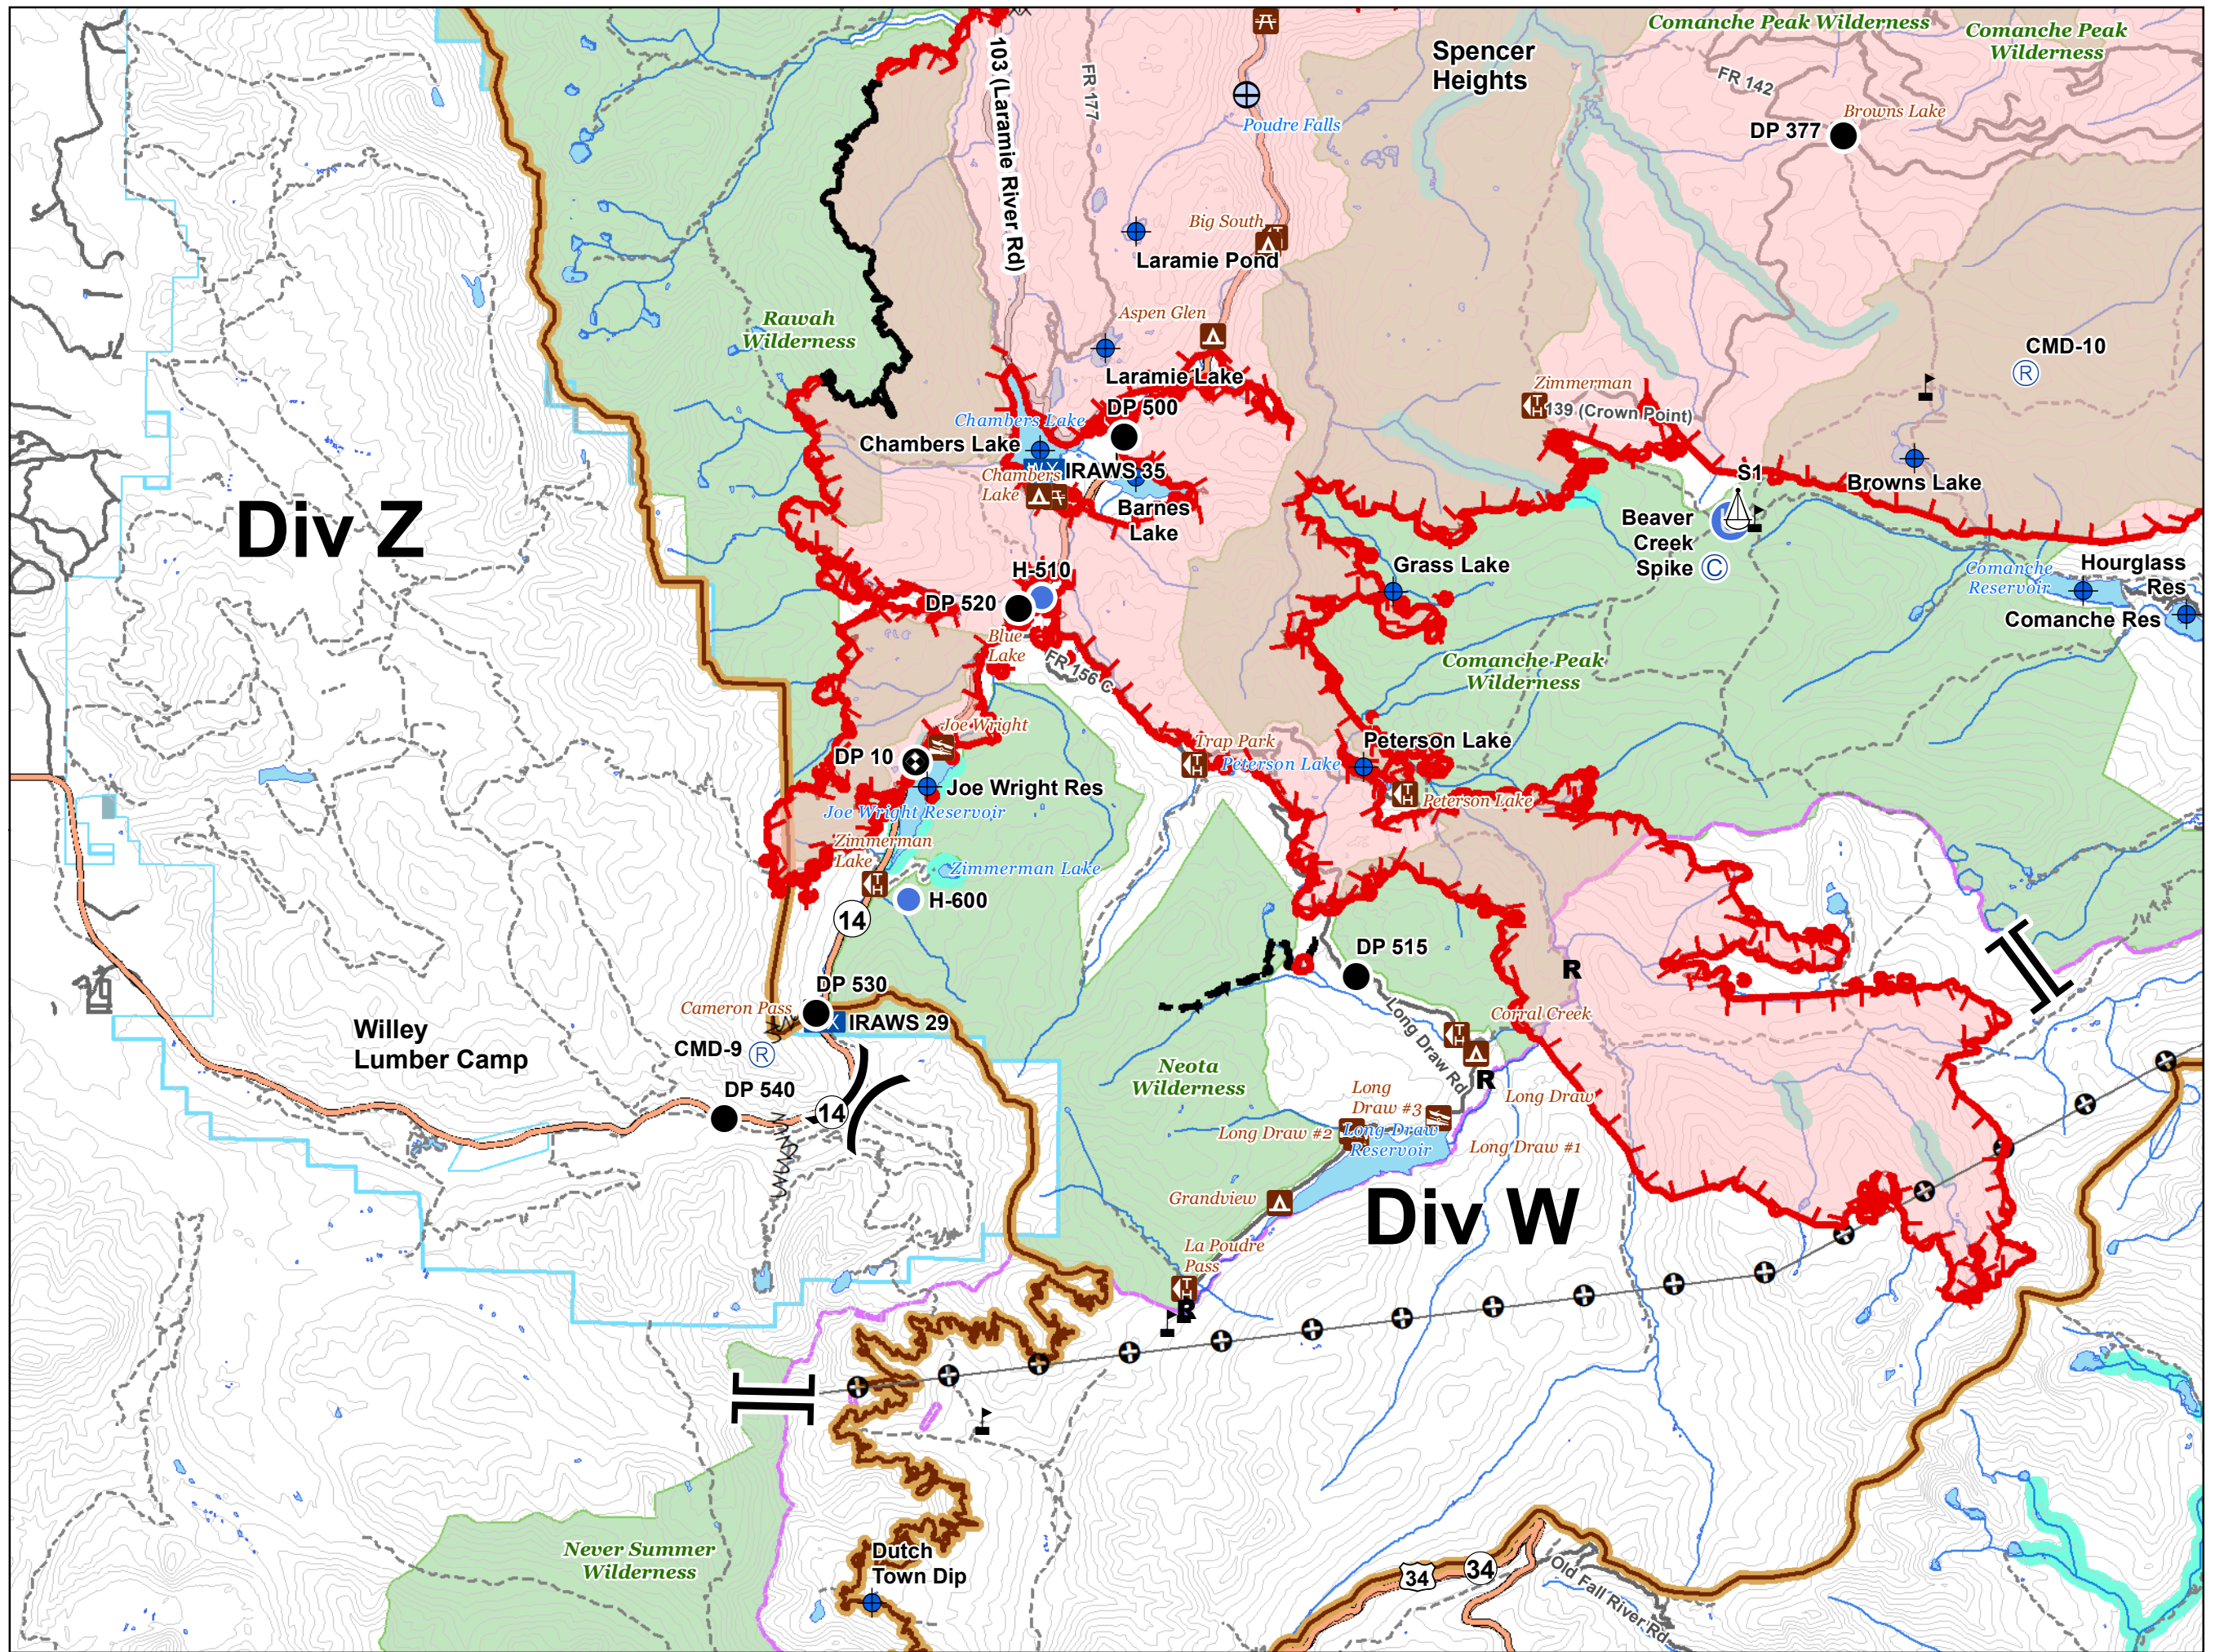 Comanche Peak Wilderness
Comanche Peak
Wilderness
Spencer
Heights
103 (Laramie River Rd)
FR 177
FR 142
Browns Lake
DP 377
Poudre Falls
Big South
Laramie Pond
Rawah
Wilderness
Aspen Glen
CMD-10
R
Laramie Lake
Zimmerman
TH
139 (Crown Point)
DP 500
Chambers Lake
Chambers Lake
IRAWS 35
Chambers
Lake
Barnes
Lake
S1
Browns Lake
Beaver
Creek
Spike
C
Div Z
Grass Lake
Comanche
Reservoir
Hourglass
Res
Comanche Res
H-510
DP 520
Blue
Lake
FR 156 C
Comanche Peak
Wilderness
Joe Wright
DP 10
Joe Wright Res
Joe Wright Reservoir
Trap Park
TH
Peterson Lake
Peterson Lake
TH
Peterson Lake
Zimmerman
Lake
TH
Zimmerman Lake
H-600
14
DP 515
R
DP 530
Cameron Pass
IRAWS 29
CMD-9
R
Willey
Lumber Camp
DP 540
14
Long Draw Rd
Corral Creek
TH
R
Neota
Wilderness
Long
Draw #3
Long Draw
Long Draw #2
Long Draw
Reservoir
Long Draw #1
Grandview
Div W
La Poudre
Pass
TH
R
Never Summer
Wilderness
Dutch
Town Dip
34
34
Old Fall River Rd